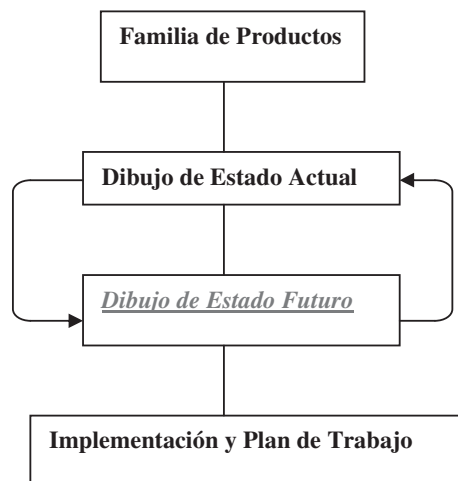 Familia de Productos
Dibujo de Estado Actual
Dibujo de Estado Futuro
Implementación y Plan de Trabajo